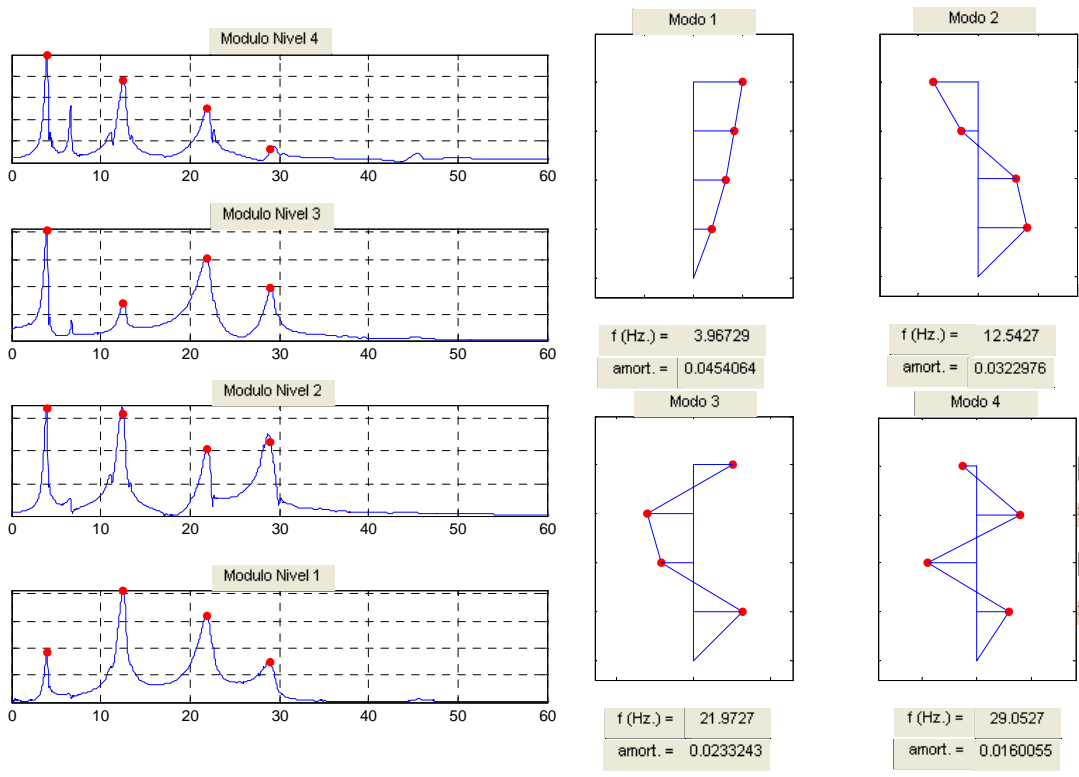 Modulo Nivel 4
0 10 20 30 40 50 60
Modulo Nivel 3
0 10 20 30 40 50 60
Modulo Nivel 2
0 10 20 30 40 50 60
Modulo Nivel 1
0 10 20 30 40 50 60
Modo 1
f (Hz.) = 3.96729
amort. = 0.0454064
Modo 2
f (Hz.) = 12.5427
amort. = 0.0322976
Modo 3
f (Hz.) = 21.9727
amort. = 0.0233243
Modo 4
f (Hz.) = 29.0527
amort. = 0.0160055